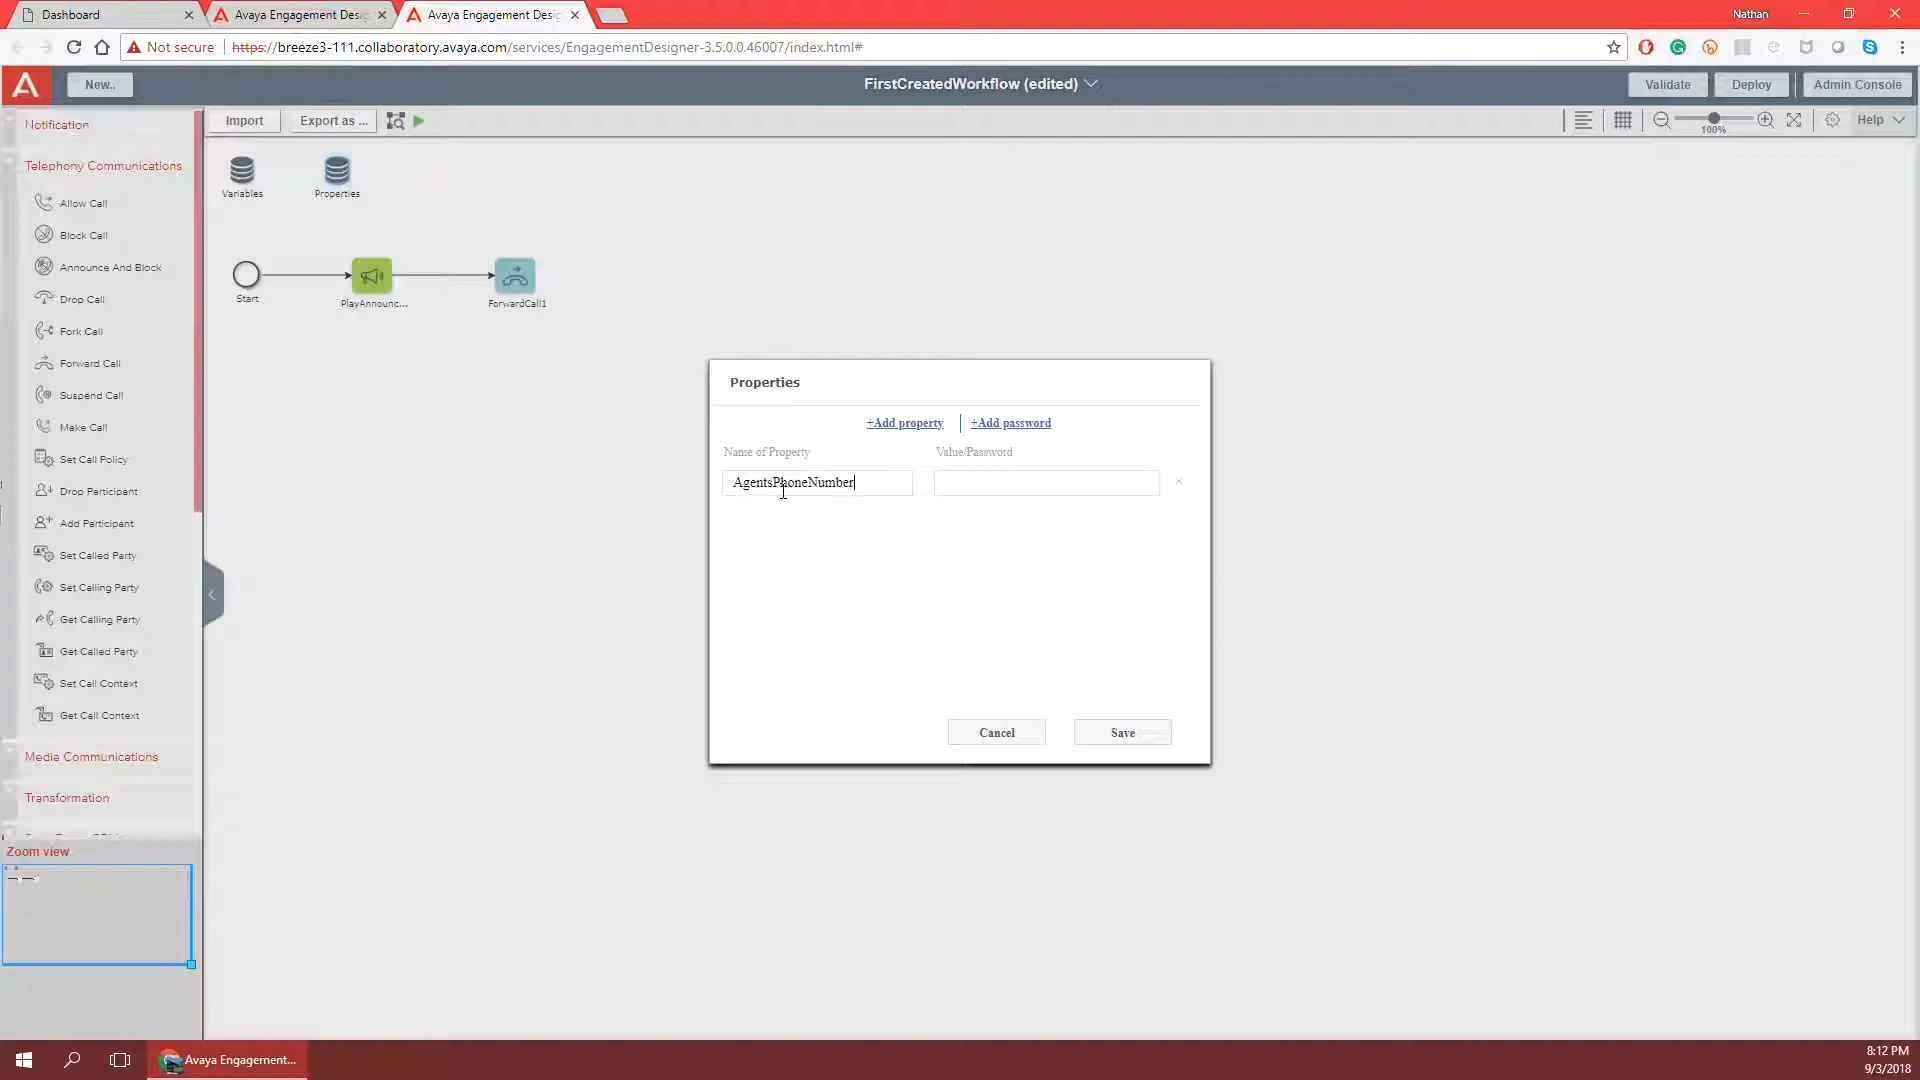 Dashboard
Avaya Engagement Desi
Avaya Engagement Desi
Nathan
Not secure
https://breeze3-111.collaboratory.avaya.com/services/EngagementDesigner-3.5.0.0.46007/index.html#
New..
FirstCreatedWorkflow (edited)
Validate
Deploy
Admin Console
Import
Export as ...
100%
Help
Notification
Telephony Communications
Allow Call
Block Call
Announce And Block
Drop Call
Fork Call
Forward Call
Suspend Call
Make Call
Set Call Policy
Drop Participant
Add Participant
Set Called Party
Set Calling Party
Get Calling Party
Get Called Party
Set Call Context
Get Call Context
Media Communications
Transformation
Zoom view
Variables
Properties
Start
PlayAnnounc...
ForwardCall1
Properties
+Add property
+Add password
Name of Property
Value/Password
AgentsPhoneNumber
Cancel
Save
Avaya Engagement...
8:12 PM
9/3/2018